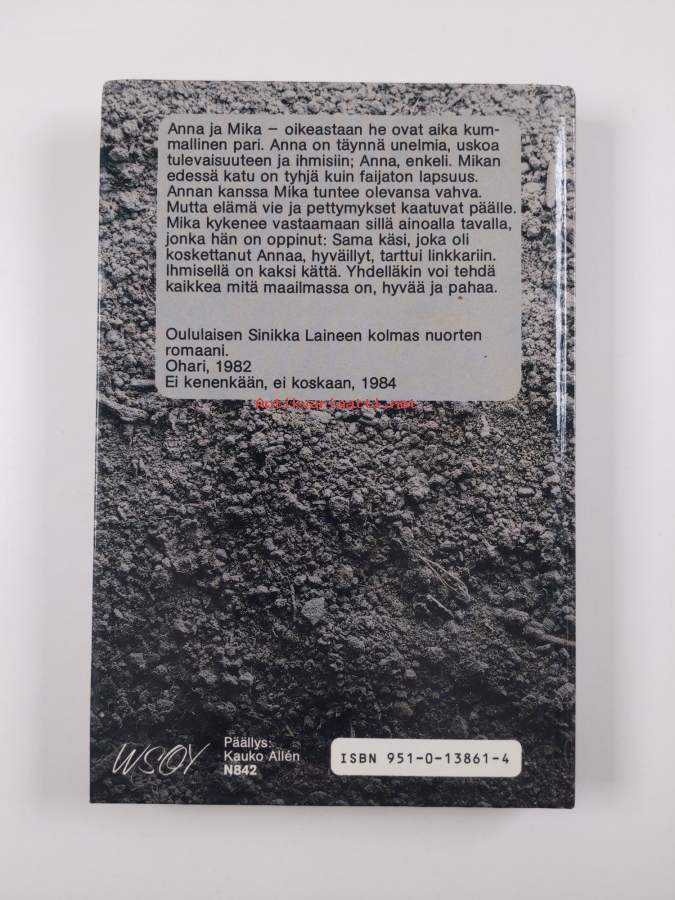 Anna ja Mika – oikeastaan he ovat aika kum-
mallinen pari. Anna on täynnä unelmia, uskoa
tulevaisuuteen ja ihmisiin; Anna, enkeli. Mikan
edessä katu on tyhjä kuin faijaton lapsuus.
Annan kanssa Mika tuntee olevansa vahva.
Mutta elämä vie ja pettymykset kaatuvat päälle.
Mika kykenee vastaamaan sillä ainoalla tavalla,
jonka hän on oppinut: Sama käsi, joka oli
koskettanut Annaa, hyväillyt, tarttui linkkariin.
Ihmisellä on kaksi kättä. Yhdelläkin voi tehdä
kaikkea mitä maailmassa on, hyvää ja pahaa.
Oululaisen Sinikka Laineen kolmas nuorten
romaani.
Ohari, 1982
Ei kenenkään, ei koskaan, 1984
Antikvariaatti.net
WSOY
Päällys:
Kauko Allén
N842
ISBN 951-0-13861-4